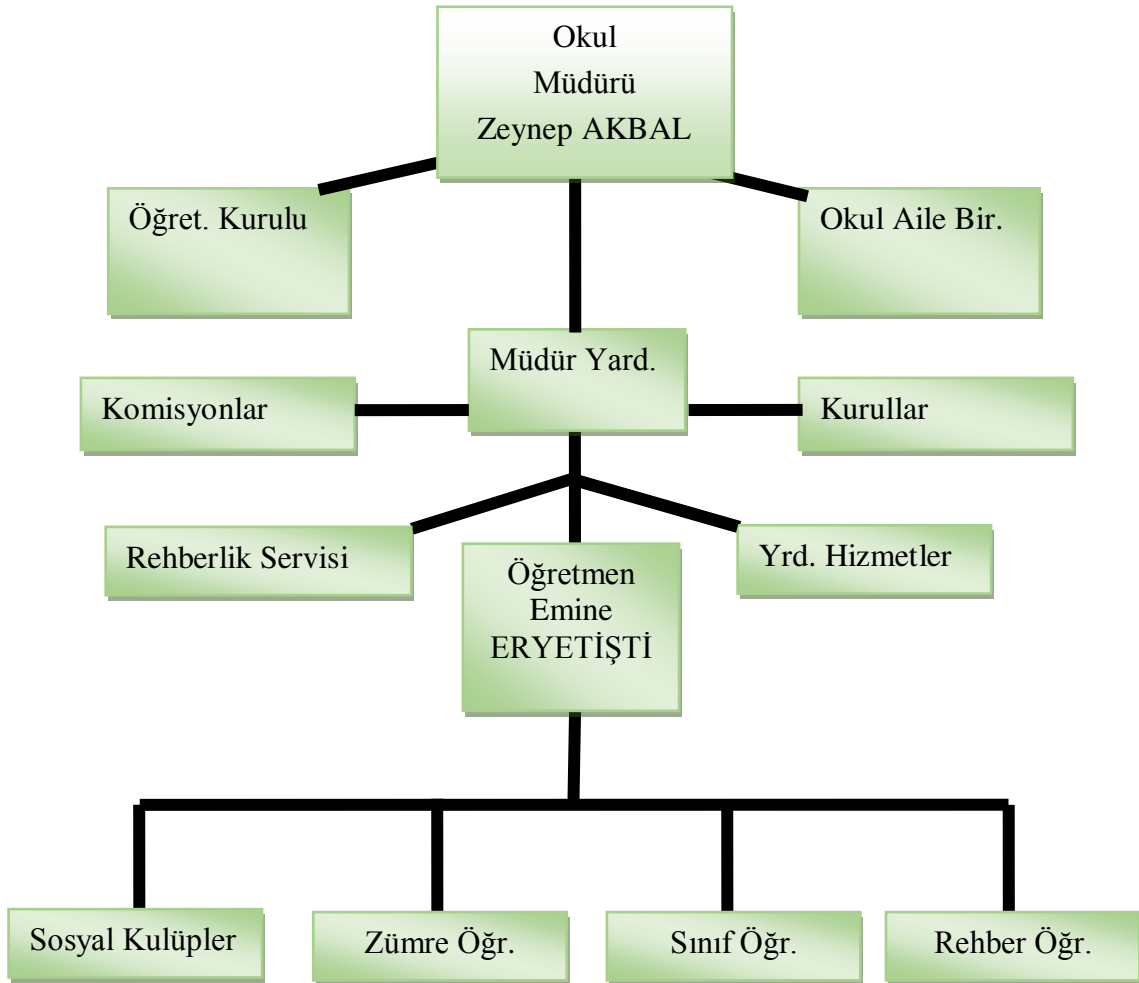 Okul
Müdürü
Zeynep AKBAL
Öğret. Kurulu
Okul Aile Bir.
Müdür Yard.
Komisyonlar
Kurullar
Rehberlik Servisi
Yrd. Hizmetler
Öğretmen
Emine
ERYETİŞTİ
Sosyal Kulüpler
Zümre Öğr.
Sınıf Öğr.
Rehber Öğr.